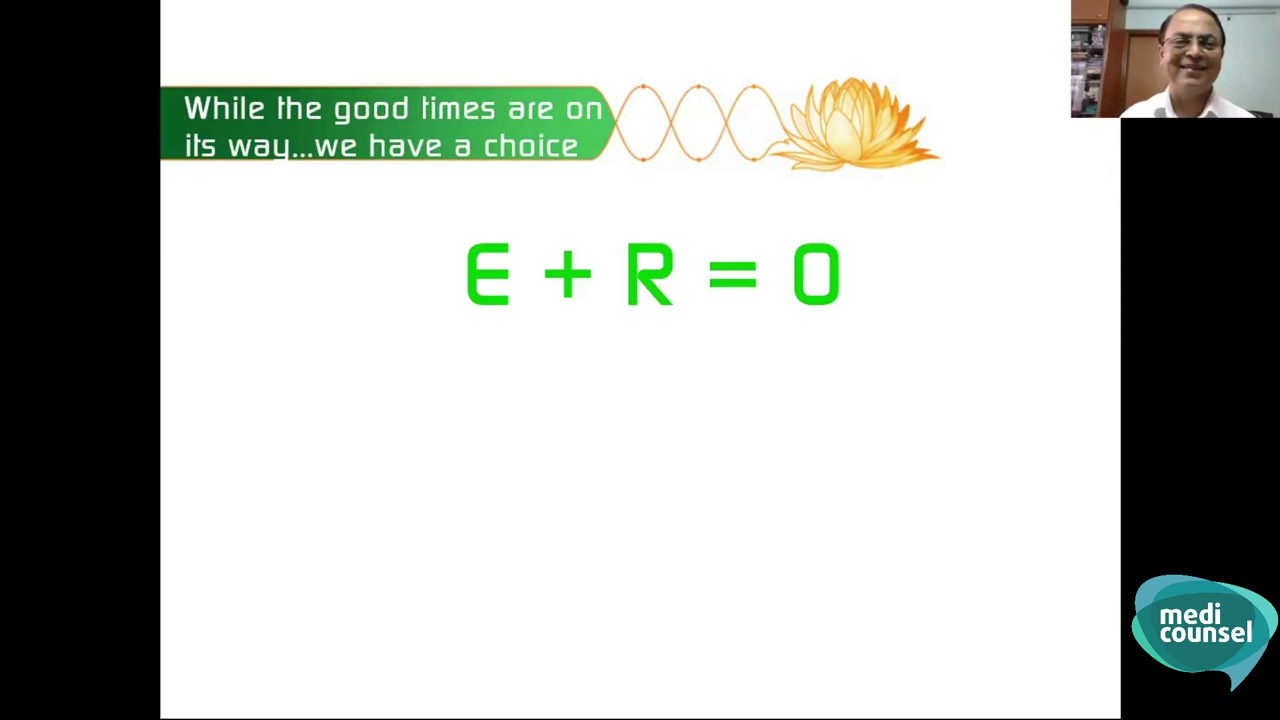 While the good times are on
its way...we have a choice
E + R = O
medi
counsel